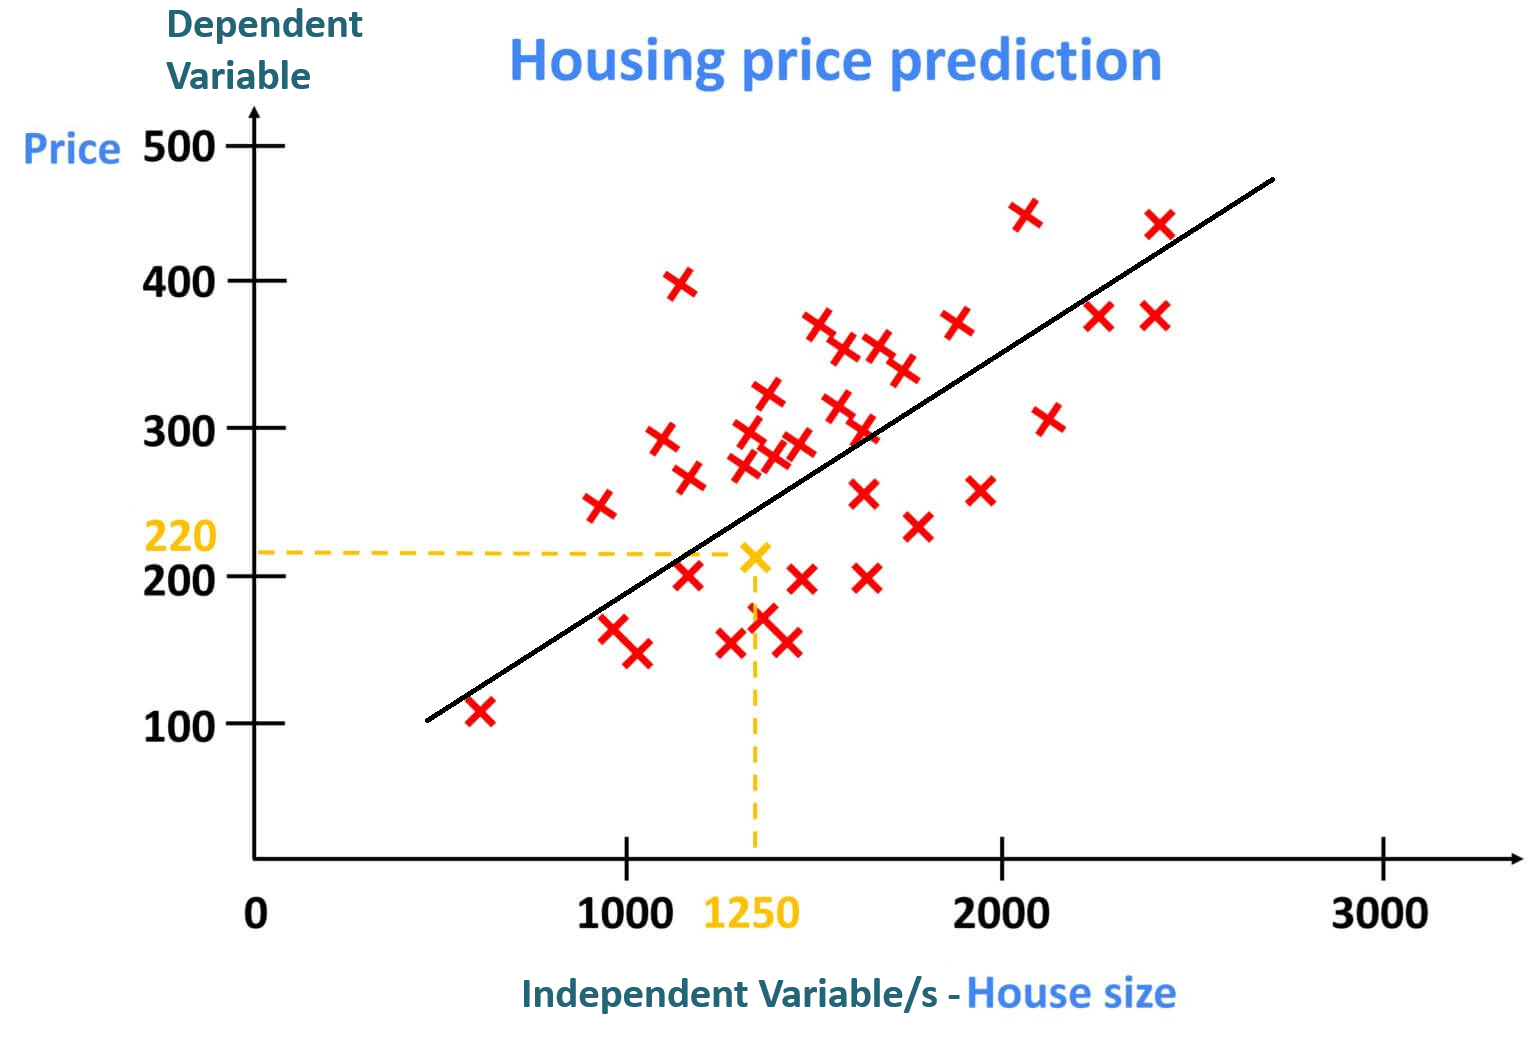 Dependent
Variable
Housing price prediction
Price 500
400
300
220
200
100
0 1000 1250 2000 3000
Independent Variable/s - House size